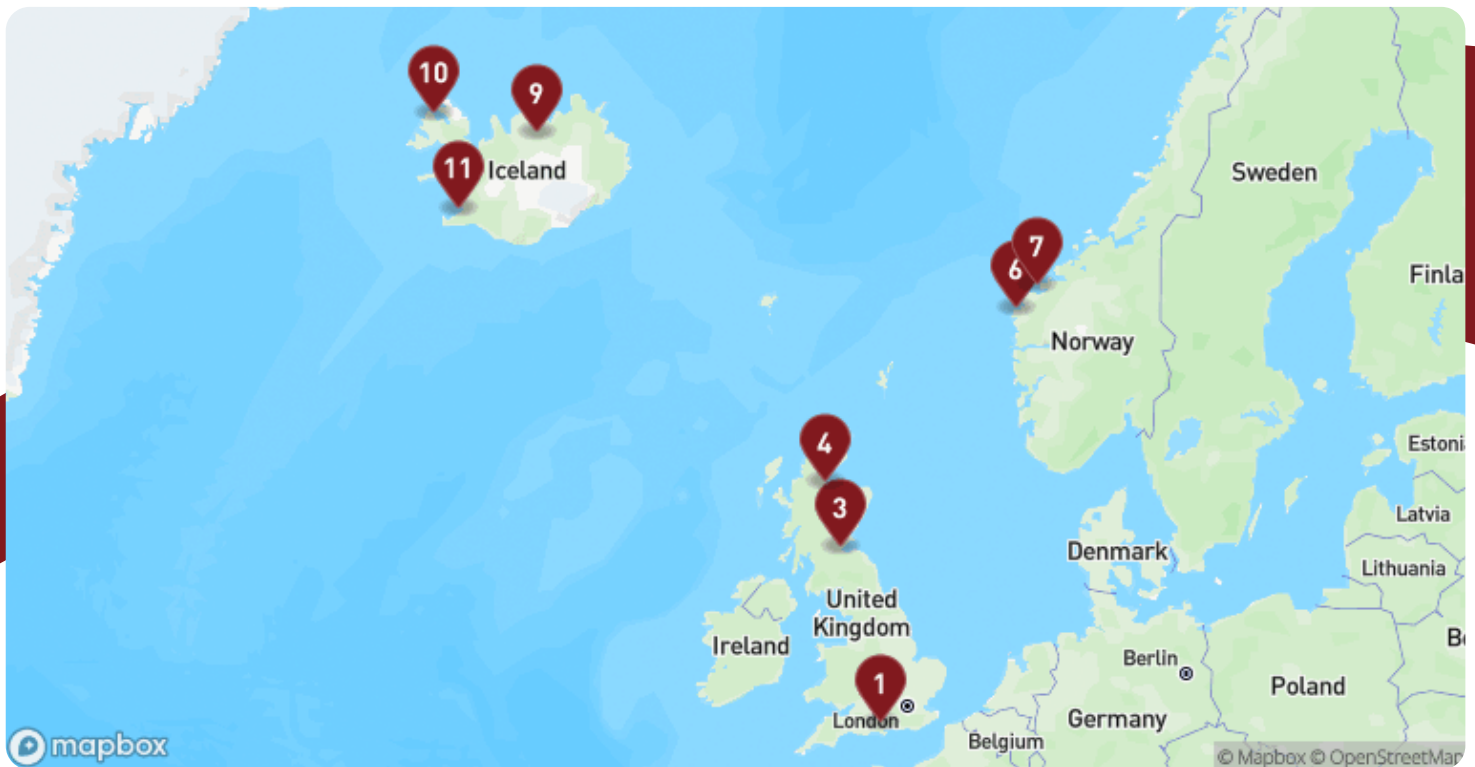 10
9
11
Iceland
Sweden
7
6
Finla
Norway
4
Estoni
3
Latvia
Denmark
Lithuania
United
Kingdom
Ireland
B
Berlin
1
Poland
London
Germany
Belgium
mapbox
© Mapbox © OpenStreetMap